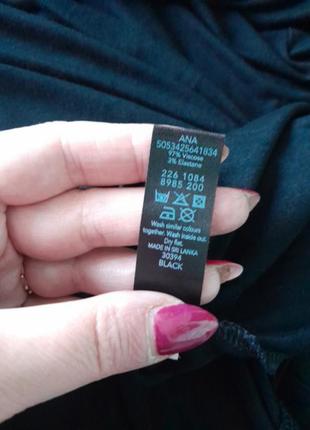 ANA
5053425641834
97% Viscose
3% Elastane
226 1084
8985 200
Wash similar colours
together. Wash inside out.
Dry flat.
MADE IN SRI LANKA
30394
BLACK